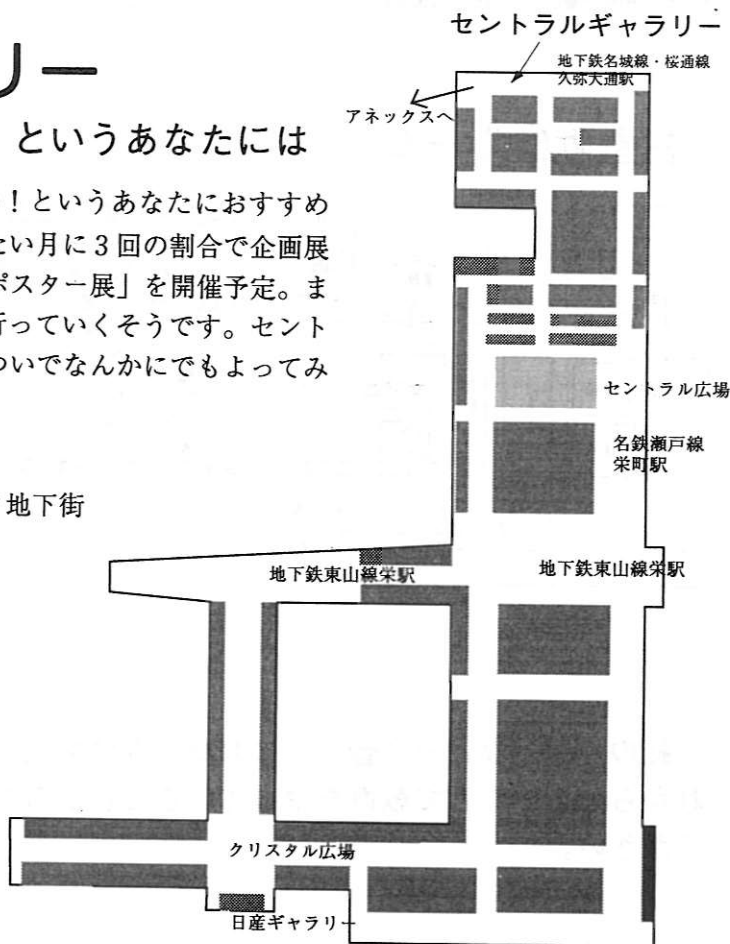 リー
というあなたには
！というあなたにおすすめ
たい月に３回の割合で企画展
ポスター展」を開催予定。ま
行っていくそうです。セント
ついでなんかにでもよってみ
地下街
セントラルギャラリー
地下鉄名城線・桜通線
久弥大通駅
アネックスへ
セントラル広場
名鉄瀬戸線
栄町駅
地下鉄東山線栄駅
地下鉄東山線栄駅
クリスタル広場
日産ギャラリー